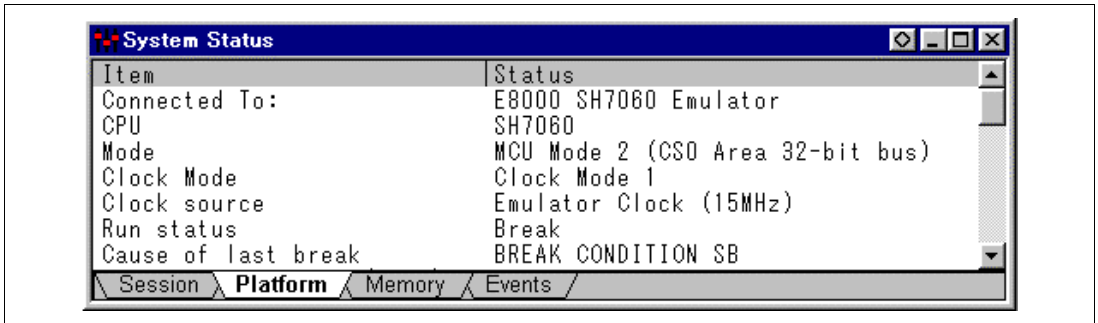 System Status
Item Status
Connected To: E8000 SH7060 Emulator
CPU SH7060
Mode MCU Mode 2 (CS0 Area 32-bit bus)
Clock Mode Clock Mode 1
Clock source Emulator Clock (15MHz)
Run status Break
Cause of last break BREAK CONDITION SB
Session Platform Memory Events